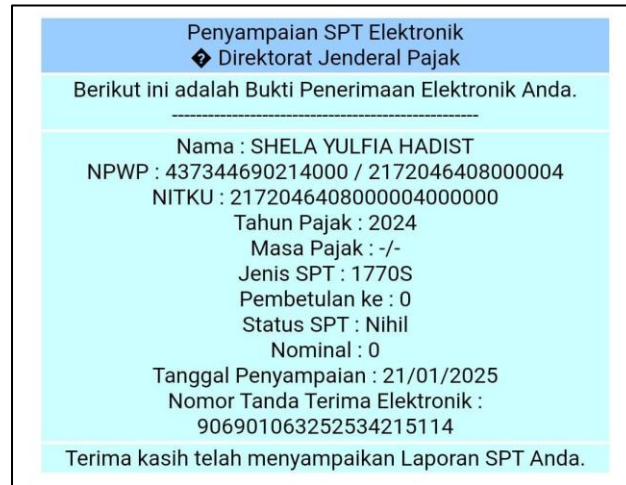 Penyampaian SPT Elektronik
� Direktorat Jenderal Pajak
Berikut ini adalah Bukti Penerimaan Elektronik Anda.
---------------------------------------------------
Nama : SHELA YULFIA HADIST
NPWP : 437344690214000 / 2172046408000004
NITKU : 2172046408000004000000
Tahun Pajak : 2024
Masa Pajak : -/-
Jenis SPT : 1770S
Pembetulan ke : 0
Status SPT : Nihil
Nominal : 0
Tanggal Penyampaian : 21/01/2025
Nomor Tanda Terima Elektronik :
906901063252534215114
Terima kasih telah menyampaikan Laporan SPT Anda.